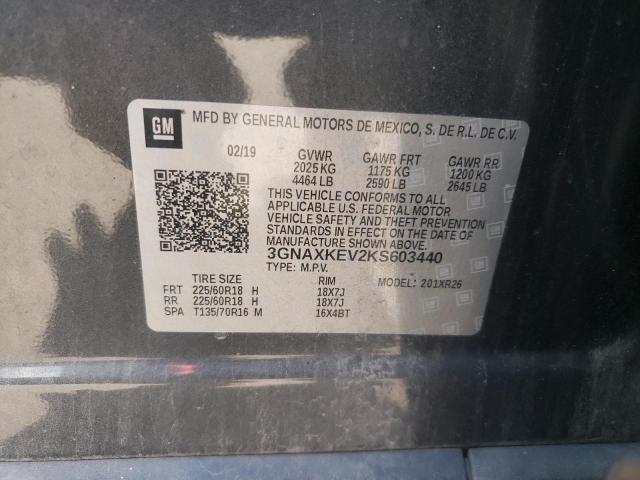 GM
MFD BY GENERAL MOTORS DE MEXICO, S. DE R.L. DE C.V.
02/19 GVWR GAWR FRT GAWR RR
2025 KG 1175 KG 1200 KG
4464 LB 2590 LB 2645 LB
THIS VEHICLE CONFORMS TO ALL
APPLICABLE U.S. FEDERAL MOTOR
VEHICLE SAFETY AND THEFT PREVENTION
STANDARDS IN EFFECT ON THE DATE OF
MANUFACTURE SHOWN ABOVE.
3GNAXKEV2KS603440
TYPE: M.P.V. MODEL: 201XR26
TIRE SIZE RIM
FRT 225/60R18 H 18X7J
RR 225/60R18 H 18X7J
SPA T135/70R16 M 16X4BT